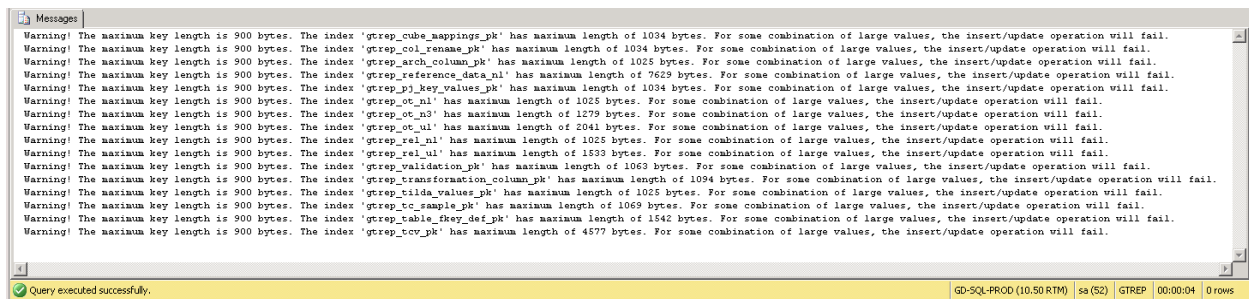 Messages
Warning! The maximum key length is 900 bytes. The index 'gtrep_cube_mappings_pk' has maximum length of 1034 bytes. For some combination of large values, the insert/update operation will fail.
Warning! The maximum key length is 900 bytes. The index 'gtrep_col_rename_pk' has maximum length of 1034 bytes. For some combination of large values, the insert/update operation will fail.
Warning! The maximum key length is 900 bytes. The index 'gtrep_arch_column_pk' has maximum length of 1025 bytes. For some combination of large values, the insert/update operation will fail.
Warning! The maximum key length is 900 bytes. The index 'gtrep_reference_data_n1' has maximum length of 7629 bytes. For some combination of large values, the insert/update operation will fail.
Warning! The maximum key length is 900 bytes. The index 'gtrep_pj_key_values_pk' has maximum length of 1034 bytes. For some combination of large values, the insert/update operation will fail.
Warning! The maximum key length is 900 bytes. The index 'gtrep_ot_n1' has maximum length of 1025 bytes. For some combination of large values, the insert/update operation will fail.
Warning! The maximum key length is 900 bytes. The index 'gtrep_ot_n3' has maximum length of 1279 bytes. For some combination of large values, the insert/update operation will fail.
Warning! The maximum key length is 900 bytes. The index 'gtrep_ot_u1' has maximum length of 2041 bytes. For some combination of large values, the insert/update operation will fail.
Warning! The maximum key length is 900 bytes. The index 'gtrep_rel_n1' has maximum length of 1025 bytes. For some combination of large values, the insert/update operation will fail.
Warning! The maximum key length is 900 bytes. The index 'gtrep_rel_u1' has maximum length of 1533 bytes. For some combination of large values, the insert/update operation will fail.
Warning! The maximum key length is 900 bytes. The index 'gtrep_validation_pk' has maximum length of 1063 bytes. For some combination of large values, the insert/update operation will fail.
Warning! The maximum key length is 900 bytes. The index 'gtrep_transformation_column_pk' has maximum length of 1094 bytes. For some combination of large values, the insert/update operation will fail.
Warning! The maximum key length is 900 bytes. The index 'gtrep_tilda_values_pk' has maximum length of 1025 bytes. For some combination of large values, the insert/update operation will fail.
Warning! The maximum key length is 900 bytes. The index 'gtrep_tc_sample_pk' has maximum length of 1069 bytes. For some combination of large values, the insert/update operation will fail.
Warning! The maximum key length is 900 bytes. The index 'gtrep_table_fkey_def_pk' has maximum length of 1542 bytes. For some combination of large values, the insert/update operation will fail.
Warning! The maximum key length is 900 bytes. The index 'gtrep_tcv_pk' has maximum length of 4577 bytes. For some combination of large values, the insert/update operation will fail.
Query executed successfully. GD-SQL-PROD (10.50 RTM) sa (52) GTREP 00:00:04 0 rows